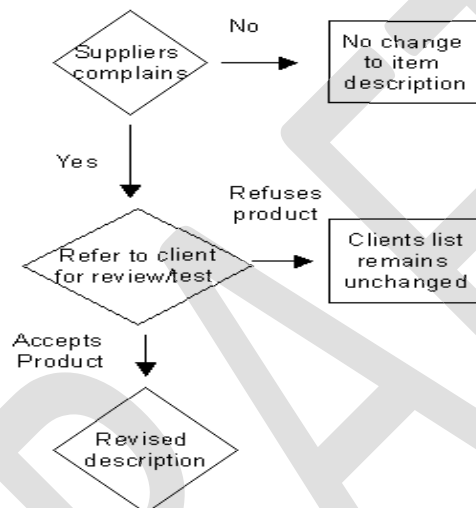 Suppliers
complains
No
No change
to item
description
Yes
Refuses
product
Refer to client
for review/test
Clients list
remains
unchanged
Accepts
Product
Revised
description